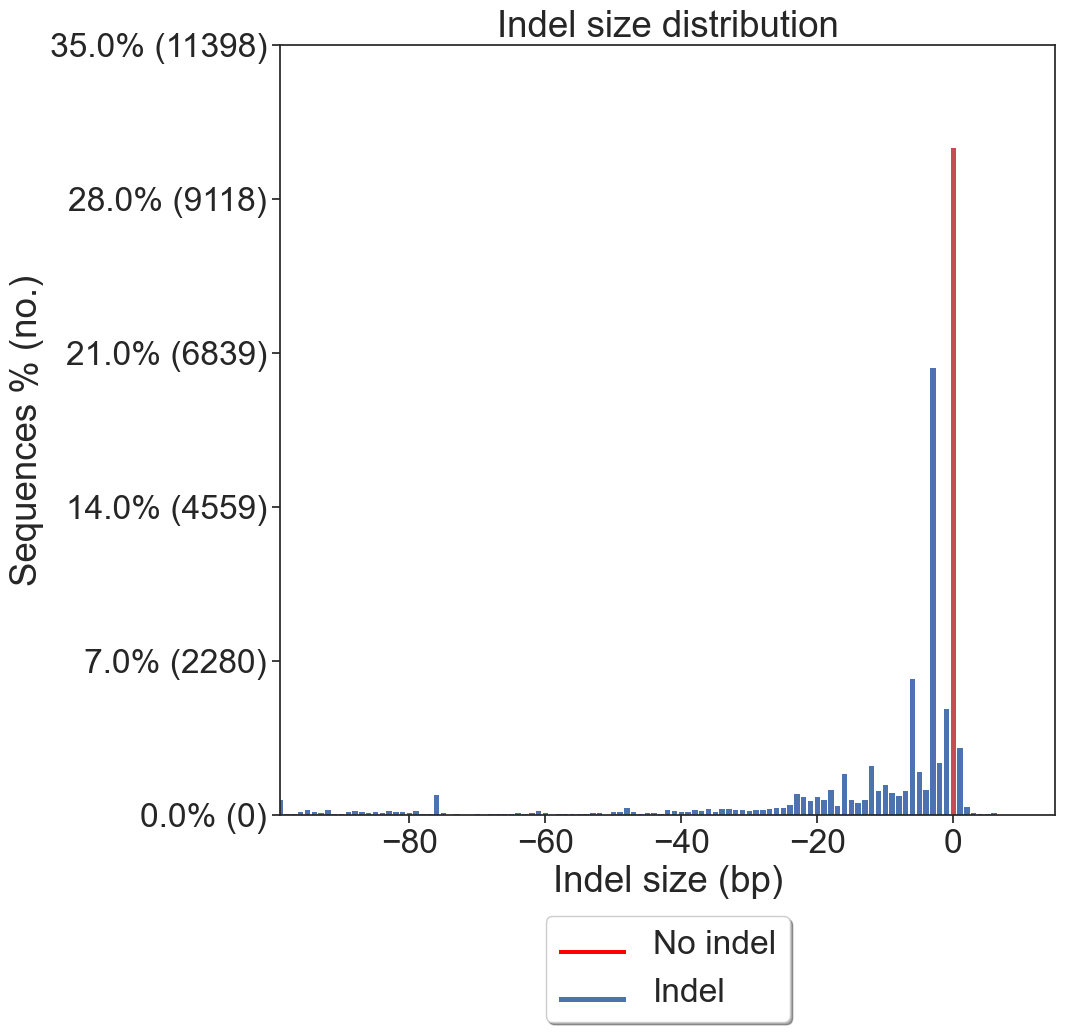 Indel size distribution
35.0% (11398)
28.0% (9118)
21.0% (6839)
14.0% (4559)
7.0% (2280)
0.0% (0)
Sequences % (no.)
−80 −60 −40 −20 0
Indel size (bp)
No indel
Indel